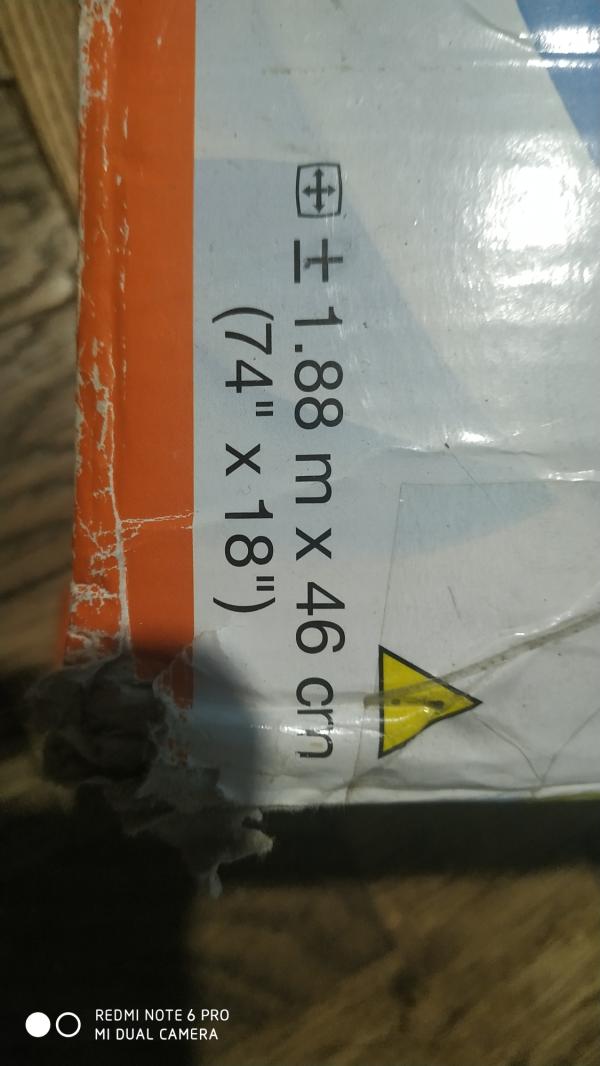 ± 1.88 m x 46 cm
(74" x 18")
REDMI NOTE 6 PRO
MI DUAL CAMERA